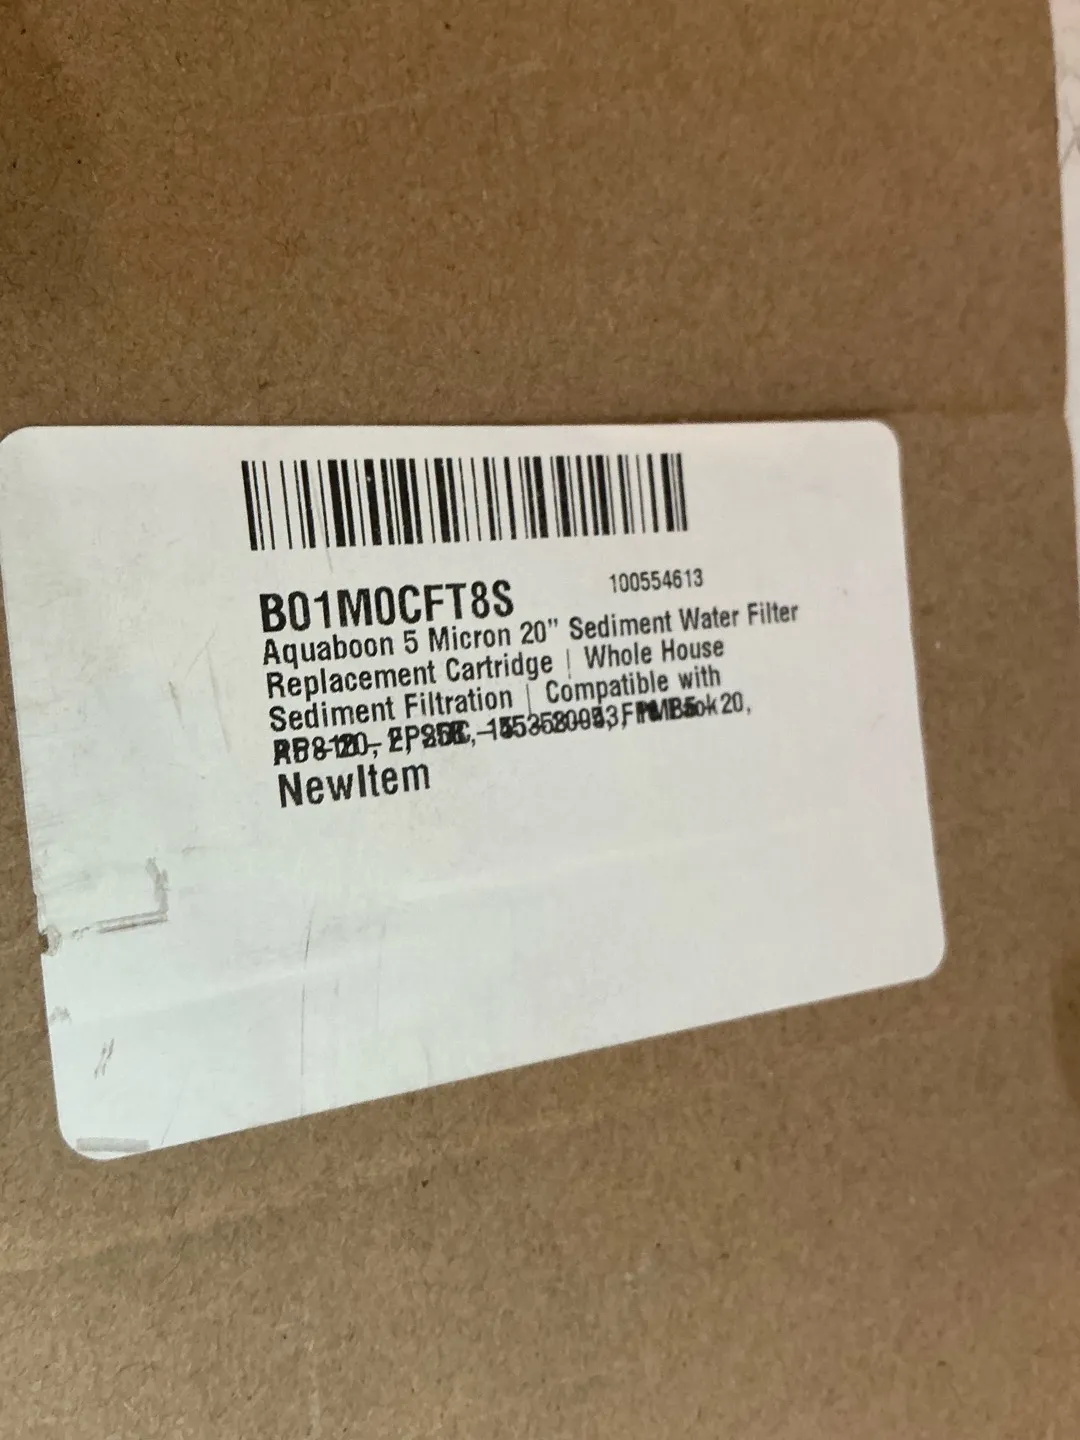 B01M0CFT8S
100554613
Aquaboon 5 Micron 20” Sediment Water Filter
Replacement Cartridge | Whole House
Sediment Filtration | Compatible with
NewItem